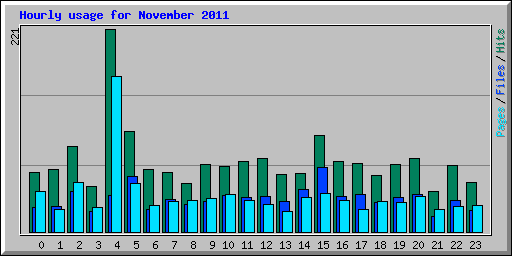 Hourly usage for November 2011
221
Pages/Files/Hits
0 1 2 3 4 5 6 7 8 9 10 11 12 13 14 15 16 17 18 19 20 21 22 23